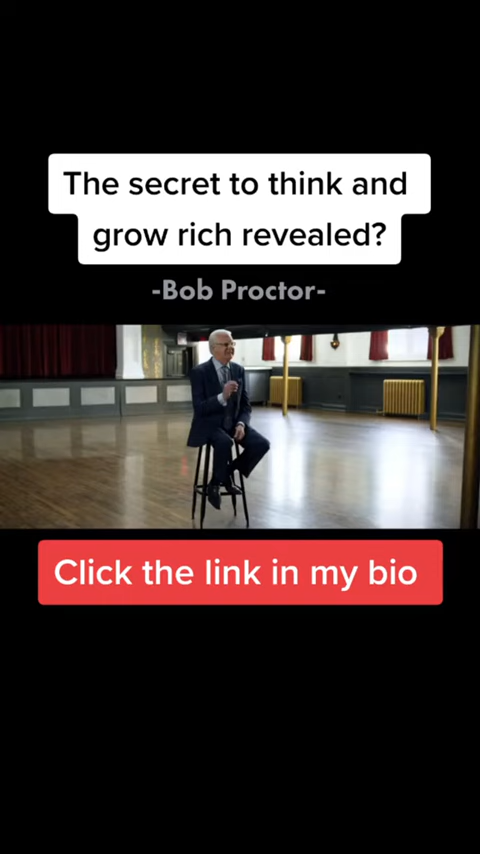 The secret to think and
grow rich revealed?
-Bob Proctor-
Click the link in my bio